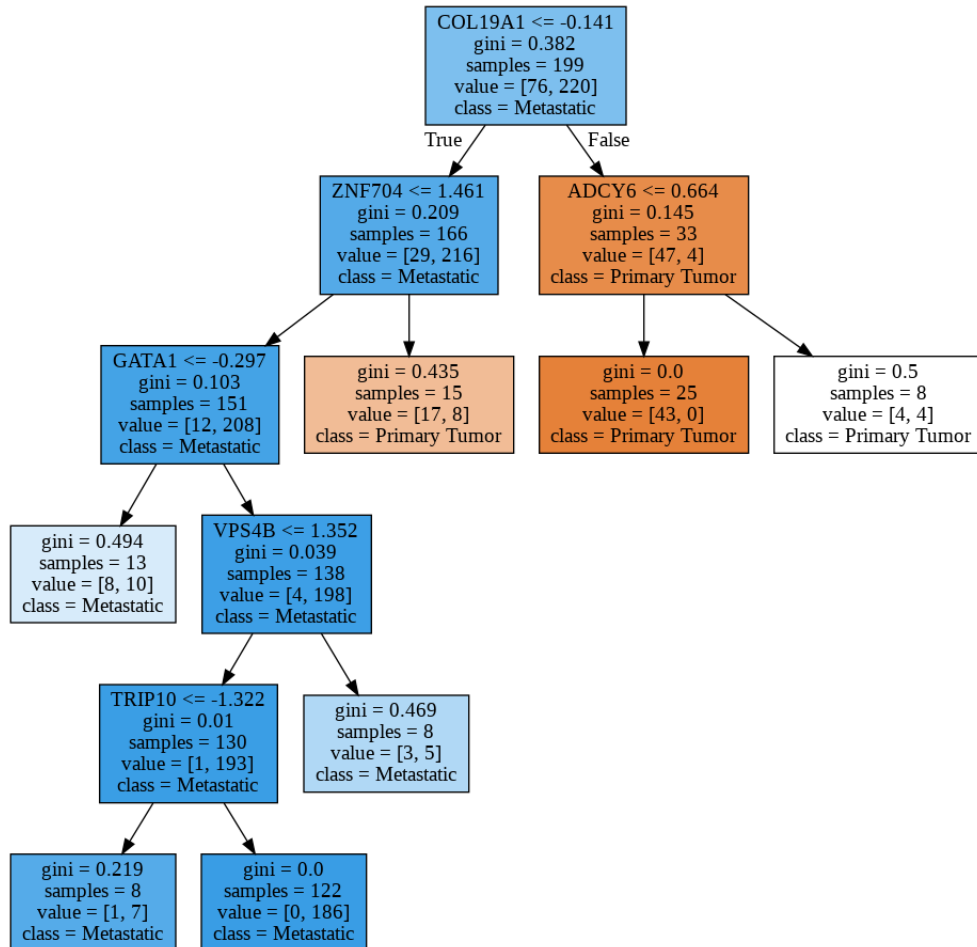 COL19A1 <= -0.141
gini = 0.382
samples = 199
value = [76, 220]
class = Metastatic
True
False
ZNF704 <= 1.461
gini = 0.209
samples = 166
value = [29, 216]
class = Metastatic
ADCY6 <= 0.664
gini = 0.145
samples = 33
value = [47, 4]
class = Primary Tumor
GATA1 <= -0.297
gini = 0.103
samples = 151
value = [12, 208]
class = Metastatic
gini = 0.435
samples = 15
value = [17, 8]
class = Primary Tumor
gini = 0.0
samples = 25
value = [43, 0]
class = Primary Tumor
gini = 0.5
samples = 8
value = [4, 4]
class = Primary Tumor
gini = 0.494
samples = 13
value = [8, 10]
class = Metastatic
VPS4B <= 1.352
gini = 0.039
samples = 138
value = [4, 198]
class = Metastatic
TRIP10 <= -1.322
gini = 0.01
samples = 130
value = [1, 193]
class = Metastatic
gini = 0.469
samples = 8
value = [3, 5]
class = Metastatic
gini = 0.219
samples = 8
value = [1, 7]
class = Metastatic
gini = 0.0
samples = 122
value = [0, 186]
class = Metastatic